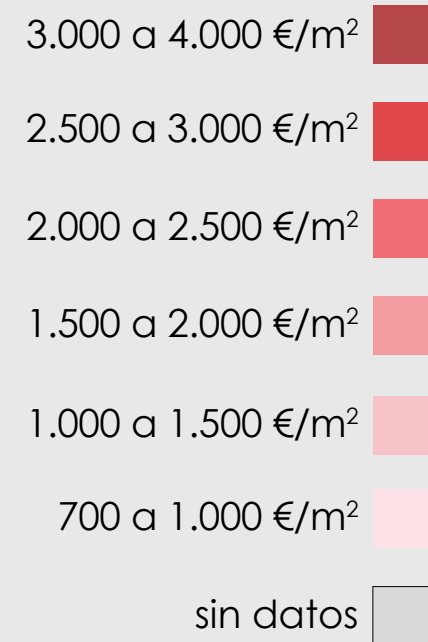 3.000 a 4.000 €/m²
2.500 a 3.000 €/m²
2.000 a 2.500 €/m²
1.500 a 2.000 €/m²
1.000 a 1.500 €/m²
700 a 1.000 €/m²
sin datos